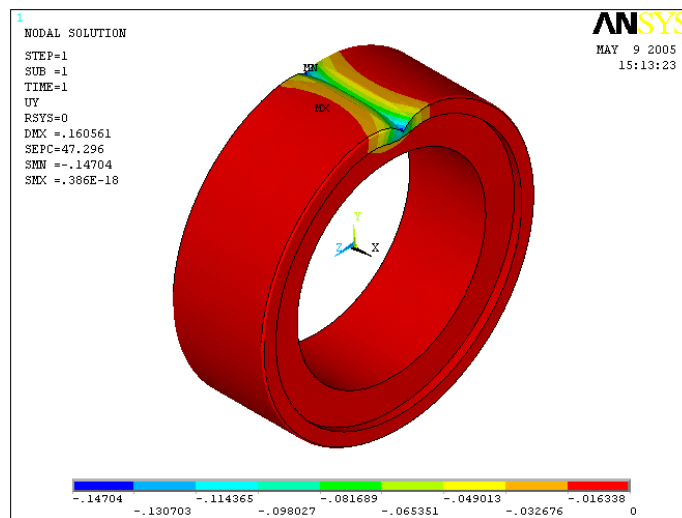 1
NODAL SOLUTION
STEP=1
SUB =1
TIME=1
UY
RSYS=0
DMX =.160561
SEPC=47.296
SMN =-.14704
SMX =.386E-18
ANSYS
MAY 9 2005
15:13:23
MN
MX
Y
Z X
-.14704 -.114365 -.081689 -.049013 -.016338
-.130703 -.098027 -.065351 -.032676 0